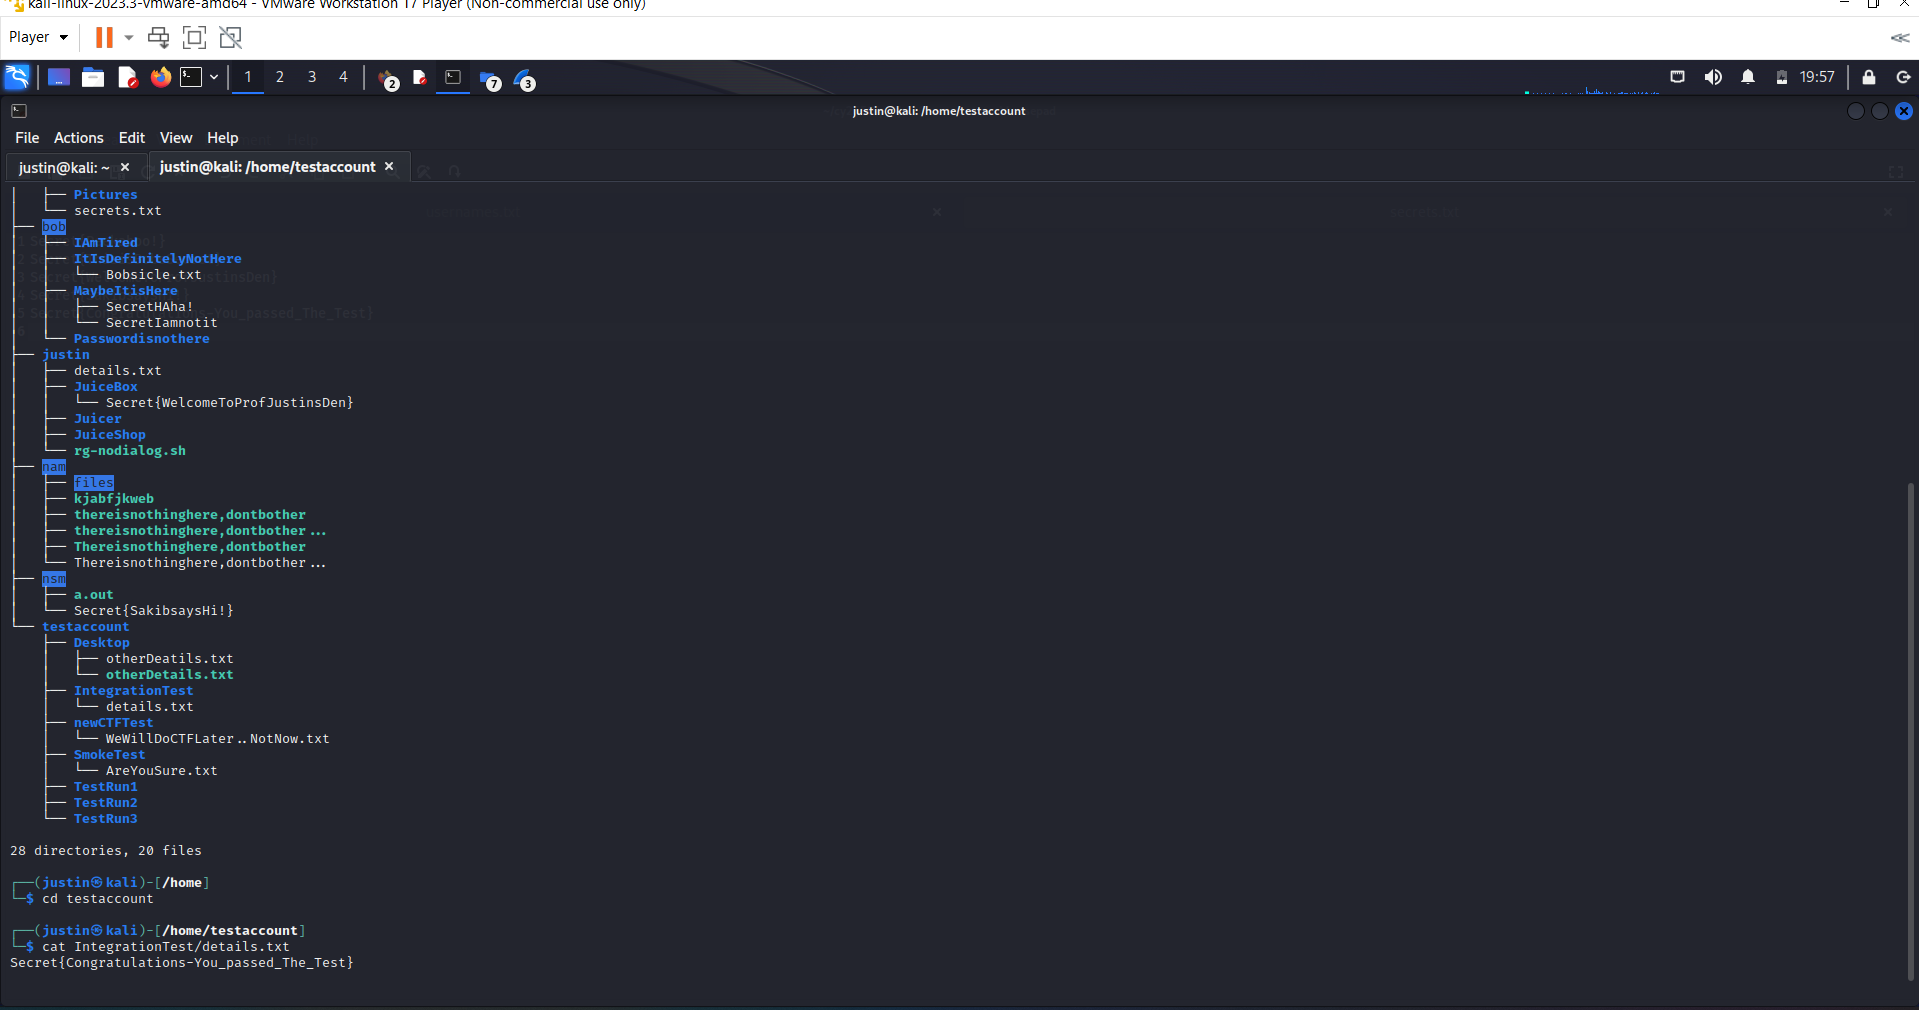 kali-linux-2023.3-vmware-amd64 - VMware Workstation 17 Player (Non-commercial use only)
Player
1 2 3 4 2 7 3 19:57
justin@kali: /home/testaccount
File Actions Edit View Help
justin@kali: ~ justin@kali: /home/testaccount
│   ├── Pictures
│   └── secrets.txt
├── bob
│   ├── IAmTired
│   ├── ItIsDefinitelyNotHere
│   │   └── Bobsicle.txt
│   ├── MaybeItisHere
│   │   ├── SecretHAha!
│   │   └── SecretIamnotit
│   └── Passwordisnothere
├── justin
│   ├── details.txt
│   ├── JuiceBox
│   │   └── Secret{WelcomeToProfJustinsDen}
│   ├── Juicer
│   ├── JuiceShop
│   └── rg-nodialog.sh
├── nam
│   ├── files
│   ├── kjabfjkweb
│   ├── thereisnothinghere,dontbother
│   ├── thereisnothinghere,dontbother...
│   ├── Thereisnothinghere,dontbother
│   └── Thereisnothinghere,dontbother...
├── nsm
│   ├── a.out
│   └── Secret{SakibsaysHi!}
└── testaccount
    ├── Desktop
    │   ├── otherDeatils.txt
    │   └── otherDetails.txt
    ├── IntegrationTest
    │   └── details.txt
    ├── newCTFTest
    │   └── WeWillDoCTFLater..NotNow.txt
    ├── SmokeTest
    │   └── AreYouSure.txt
    ├── TestRun1
    ├── TestRun2
    └── TestRun3
28 directories, 20 files
┌──(justin㉿kali)-[/home]
└─$ cd testaccount
┌──(justin㉿kali)-[/home/testaccount]
└─$ cat IntegrationTest/details.txt
Secret{Congratulations-You_passed_The_Test}